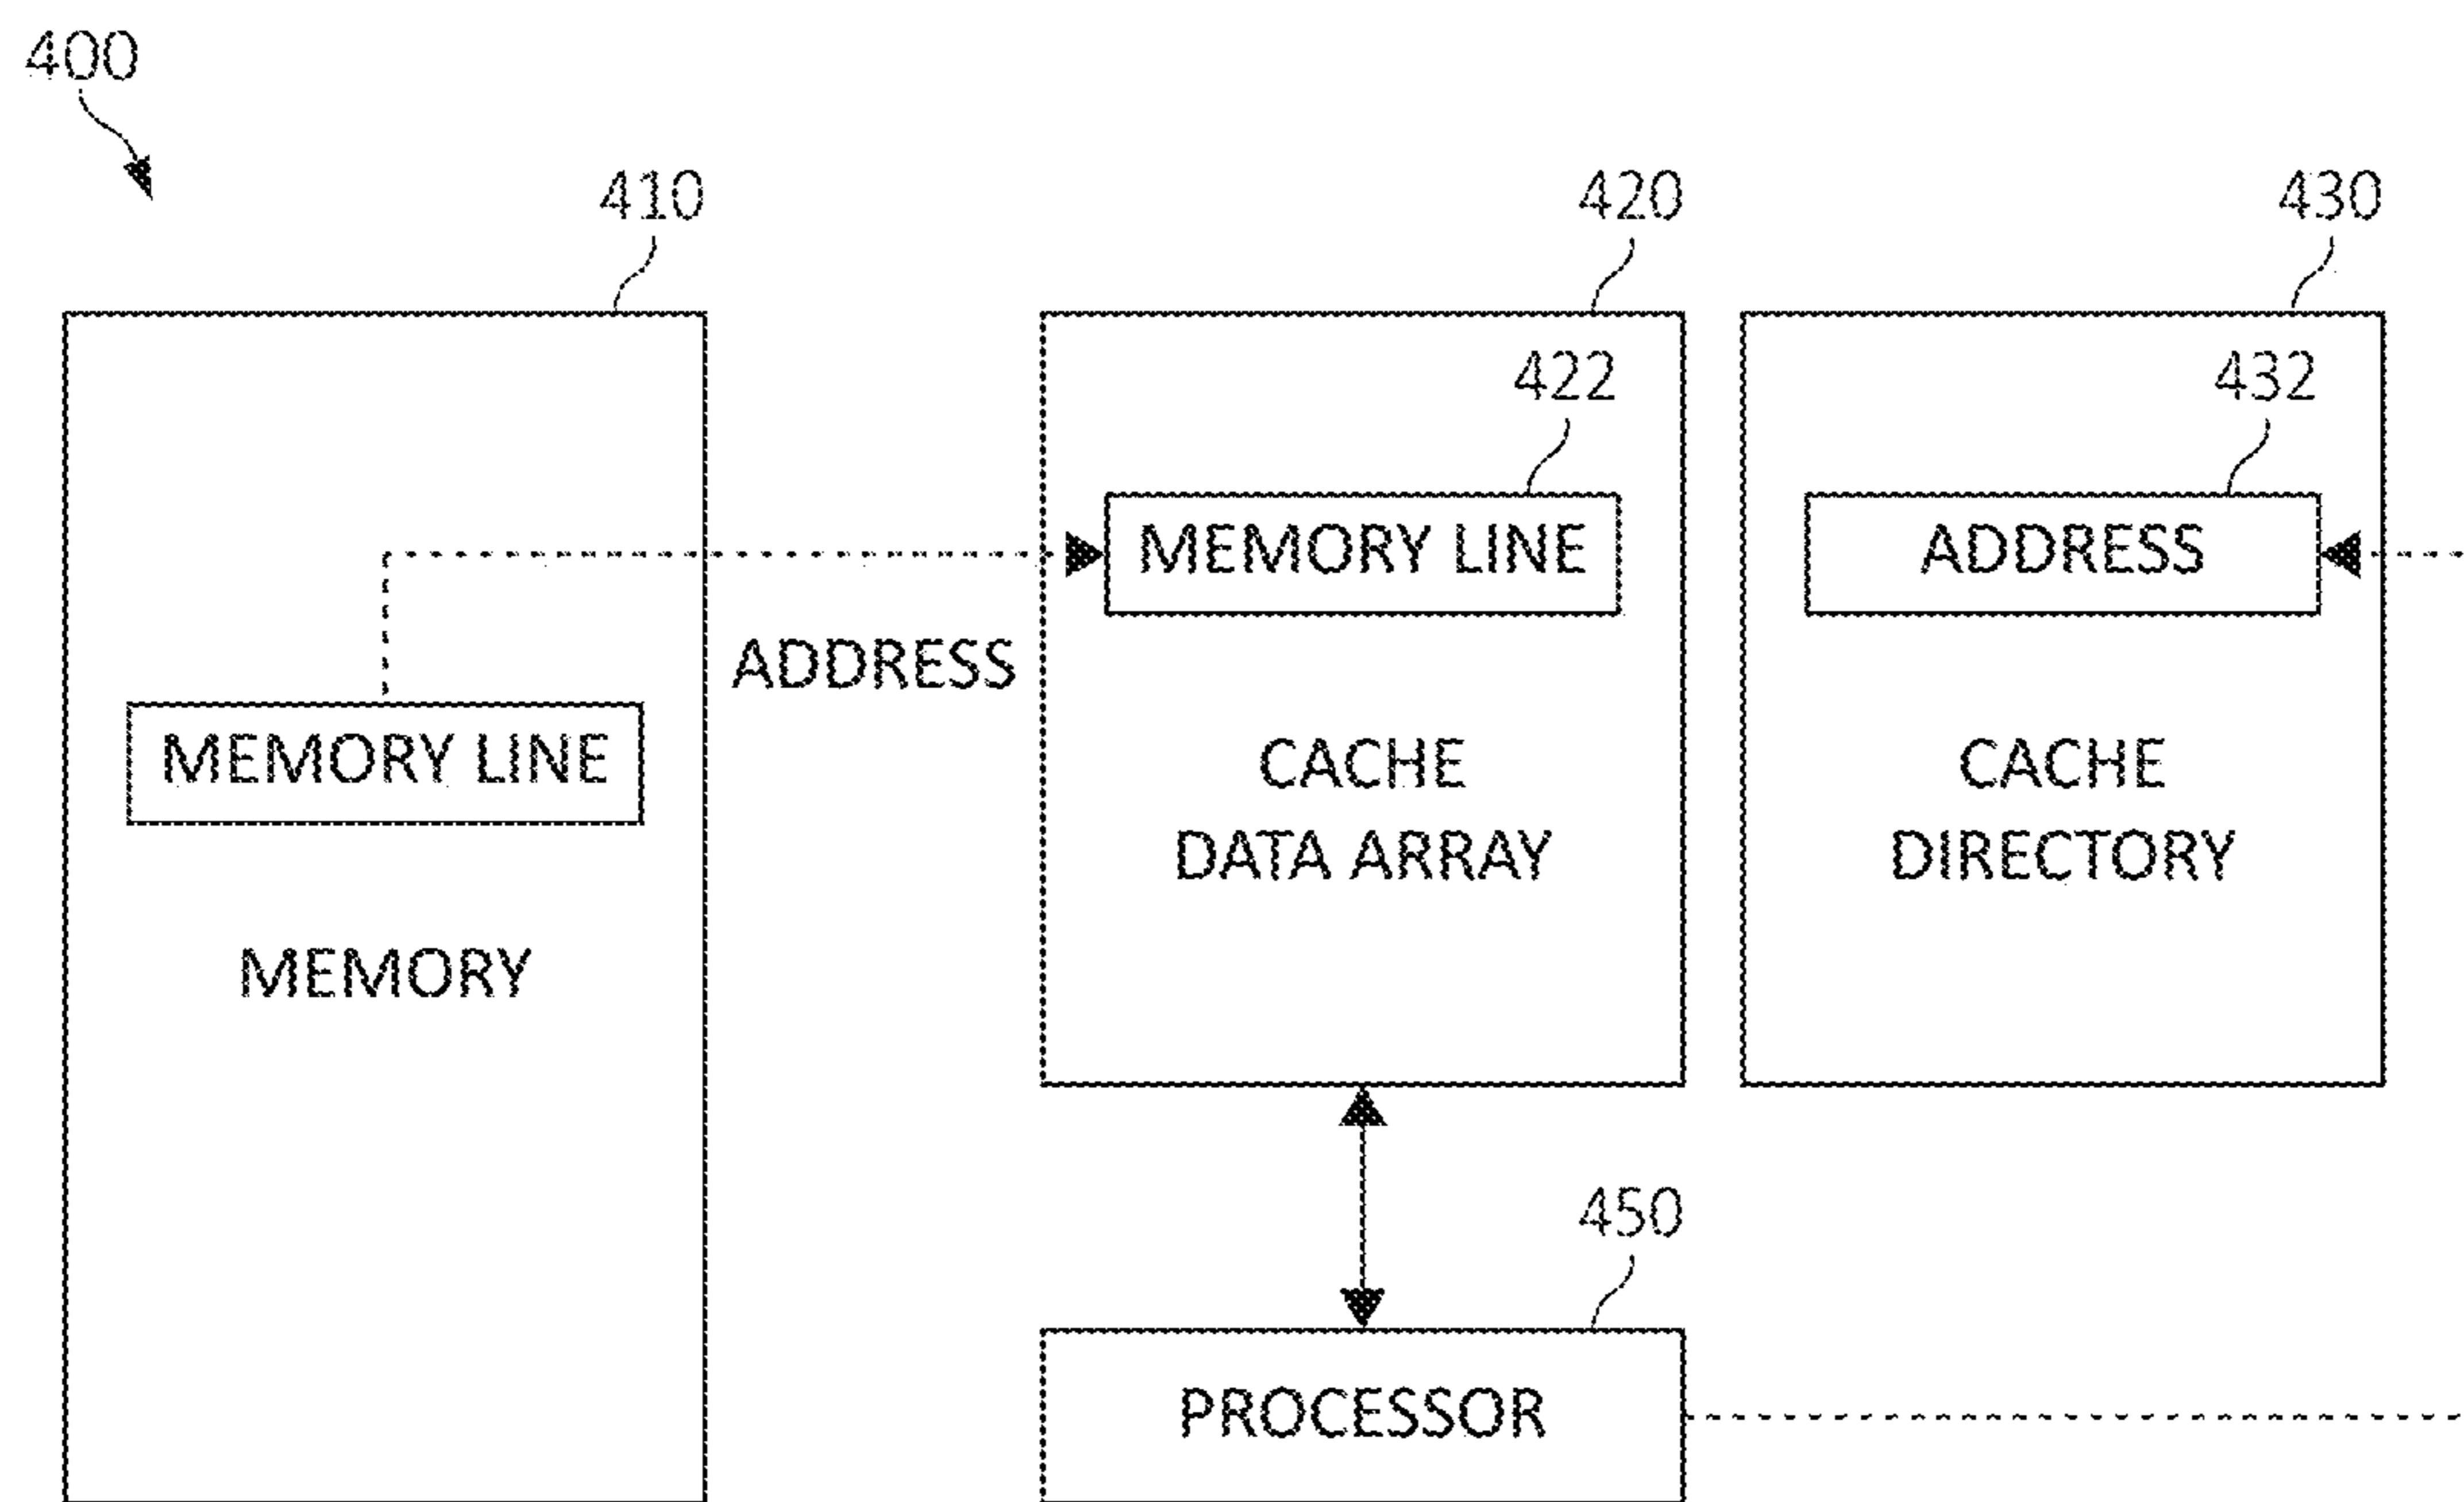 400
410
420
430
422
432
MEMORY LINE
ADDRESS
ADDRESS
MEMORY LINE
CACHE
DATA ARRAY
CACHE
DIRECTORY
MEMORY
450
PROCESSOR